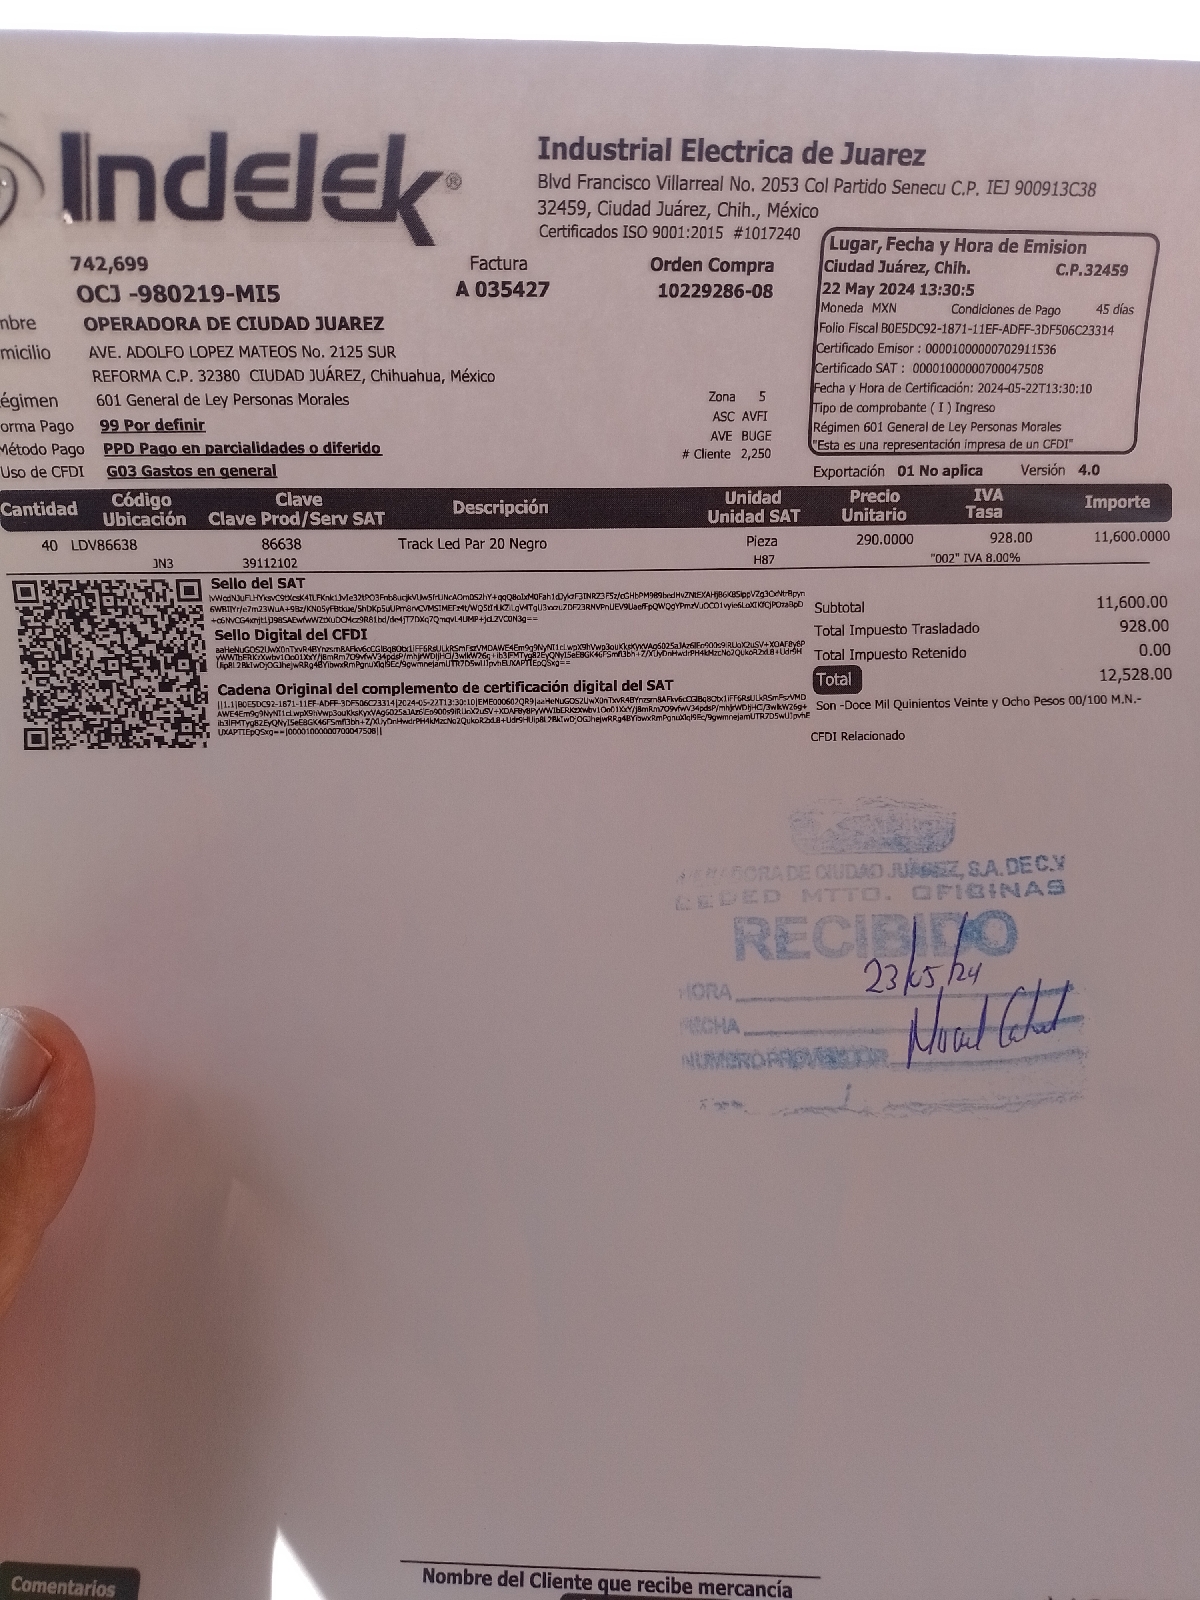 Indelek®
Industrial Electrica de Juarez
Blvd Francisco Villarreal No. 2053 Col Partido Senecu C.P. IEJ 900913C38
32459, Ciudad Juárez, Chih., México
Certificados ISO 9001:2015 #1017240
742,699
Factura
Orden Compra
OCJ -980219-MI5
A 035427
10229286-08
Lugar, Fecha y Hora de Emision
Ciudad Juárez, Chih. C.P.32459
22 May 2024 13:30:5
Moneda MXN Condiciones de Pago 45 días
Folio Fiscal B0E5DC92-1871-11EF-ADFF-3DF506C23314
Certificado Emisor : 00001000000702911536
Certificado SAT : 00001000000700047508
Fecha y Hora de Certificación: 2024-05-22T13:30:10
Tipo de comprobante ( I ) Ingreso
Régimen 601 General de Ley Personas Morales
"Esta es una representación impresa de un CFDI"
mbre OPERADORA DE CIUDAD JUAREZ
micilio AVE. ADOLFO LOPEZ MATEOS No. 2125 SUR
REFORMA C.P. 32380 CIUDAD JUÁREZ, Chihuahua, México
égimen 601 General de Ley Personas Morales
orma Pago 99 Por definir
Método Pago PPD Pago en parcialidades o diferido
Uso de CFDI G03 Gastos en general
Zona 5
ASC AVFI
AVE BUGE
# Cliente 2,250
Exportación 01 No aplica Versión 4.0
Cantidad Código Ubicación Clave Clave Prod/Serv SAT Descripción Unidad Unidad SAT Precio Unitario IVA Tasa Importe
40 LDV86638 86638 Track Led Par 20 Negro Pieza 290.0000 928.00 11,600.0000
JN3 39112102 H87 "002" IVA 8.00%
Sello del SAT
Sello Digital del CFDI
Cadena Original del complemento de certificación digital del SAT
Subtotal 11,600.00
Total Impuesto Trasladado 928.00
Total Impuesto Retenido 0.00
Total 12,528.00
Son -Doce Mil Quinientos Veinte y Ocho Pesos 00/100 M.N.-
CFDI Relacionado
DE CIUDAD JUAREZ, S.A. DE C.V
MTTO. OFICINAS
RECIBIDO
23/05/24
HORA
FECHA
NUMERO PROVEEDOR
Comentarios
Nombre del Cliente que recibe mercancía